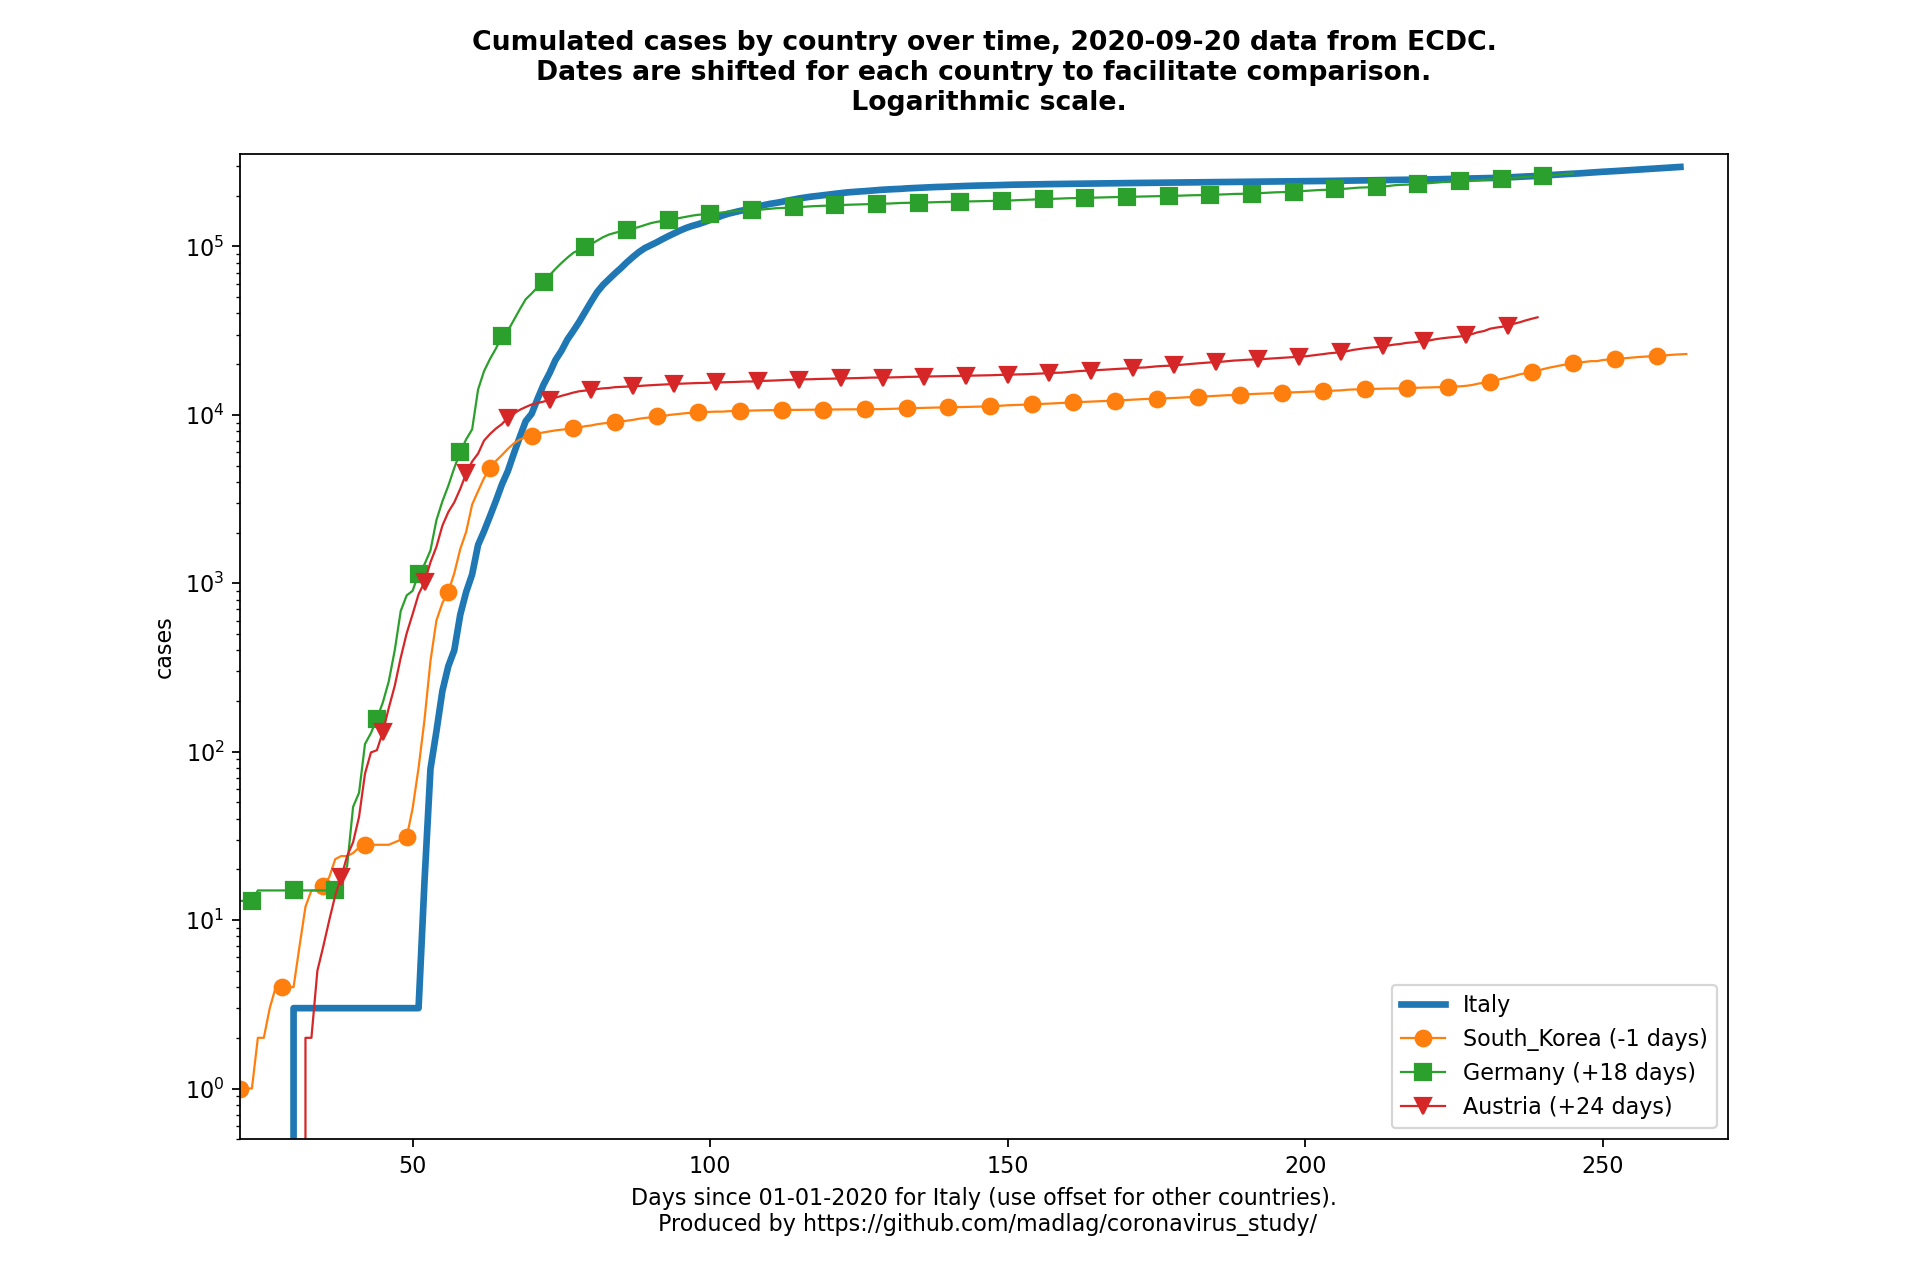 Cumulated cases by country over time, 2020-09-20 data from ECDC.
Dates are shifted for each country to facilitate comparison.
Logarithmic scale.
cases
10^5
10^4
10^3
10^2
10^1
10^0
50
100
150
200
250
Italy
South_Korea (-1 days)
Germany (+18 days)
Austria (+24 days)
Days since 01-01-2020 for Italy (use offset for other countries).
Produced by https://github.com/madlag/coronavirus_study/